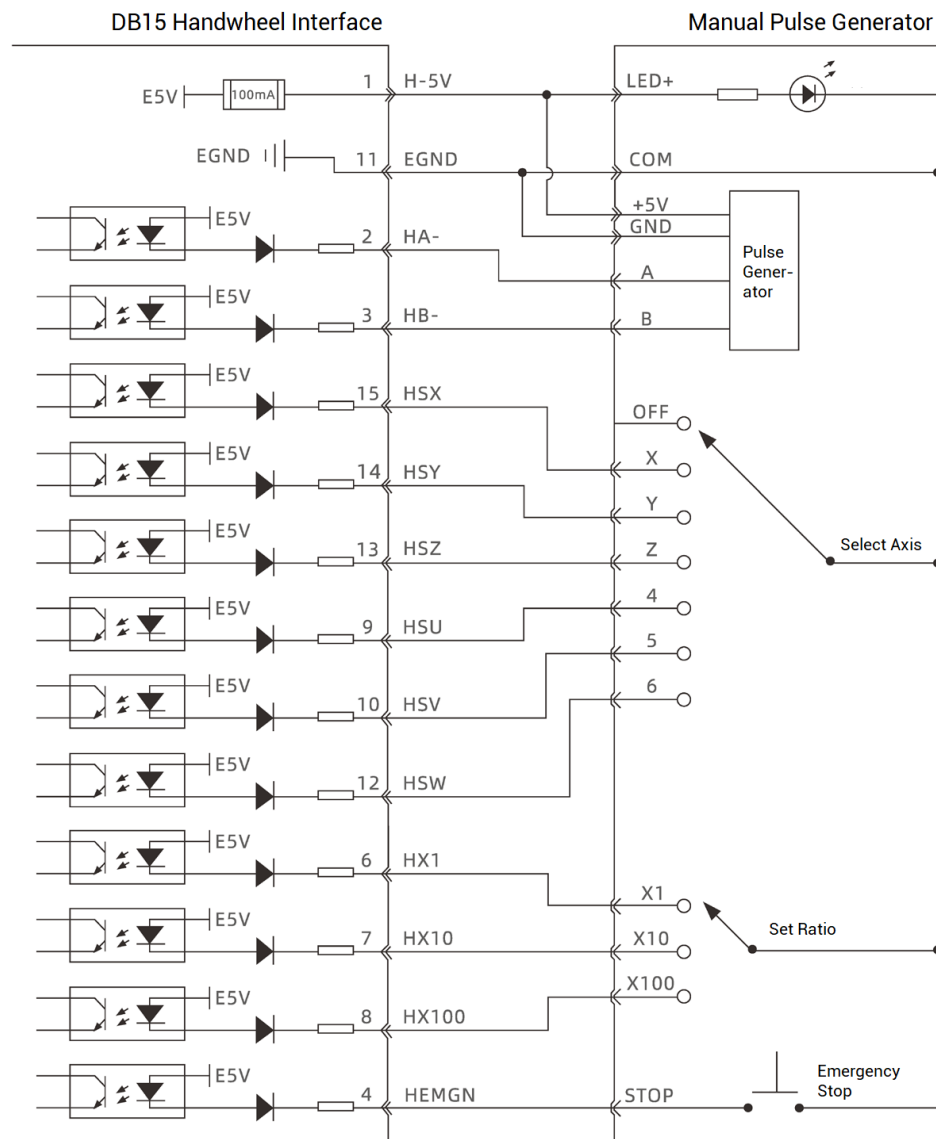 DB15 Handwheel Interface
Manual Pulse Generator
E5V 100mA 1 H-5V LED+
EGND 11 EGND COM
E5V +5V
2 HA- GND
A
Pulse
Gener-
ator
E5V
3 HB- B
E5V
15 HSX OFF
X
E5V
14 HSY Y
E5V
13 HSZ Z Select Axis
E5V 4
9 HSU 5
E5V 6
10 HSV
E5V
12 HSW
E5V
6 HX1 X1
E5V Set Ratio
7 HX10 X10
E5V X100
8 HX100
E5V Emergency
Stop
4 HEMGN STOP